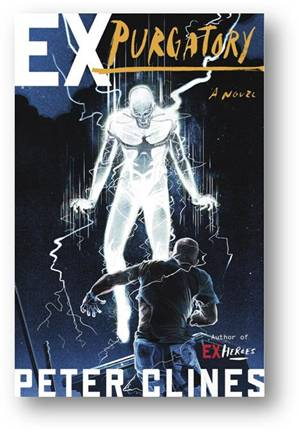 EX PURGATORY
A NOVEL
Author of
EX HEROES
PETER CLINES